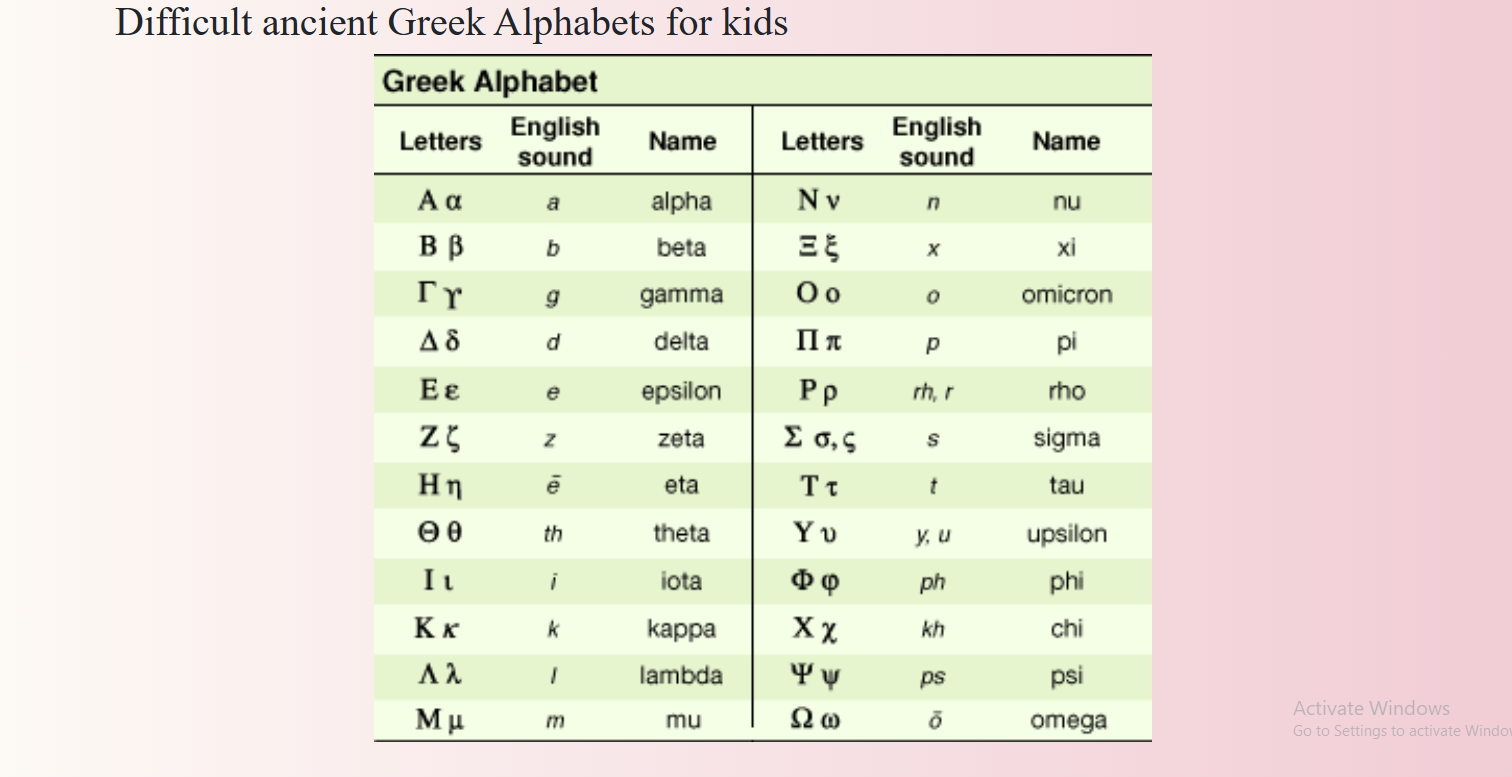 Difficult ancient Greek Alphabets for kids
Greek Alphabet
Letters English sound Name Letters English sound Name
Α α a alpha Ν ν n nu
Β β b beta Ξ ξ x xi
Γ γ g gamma Ο ο o omicron
Δ δ d delta Π π p pi
Ε ε e epsilon Ρ ρ rh, r rho
Ζ ζ z zeta Σ σ, ς s sigma
Η η ē eta Τ τ t tau
Θ θ th theta Υ υ y, u upsilon
Ι ι i iota Φ φ ph phi
Κ κ k kappa Χ χ kh chi
Λ λ l lambda Ψ ψ ps psi
Μ μ m mu Ω ω ō omega
Activate Windows
Go to Settings to activate Windo